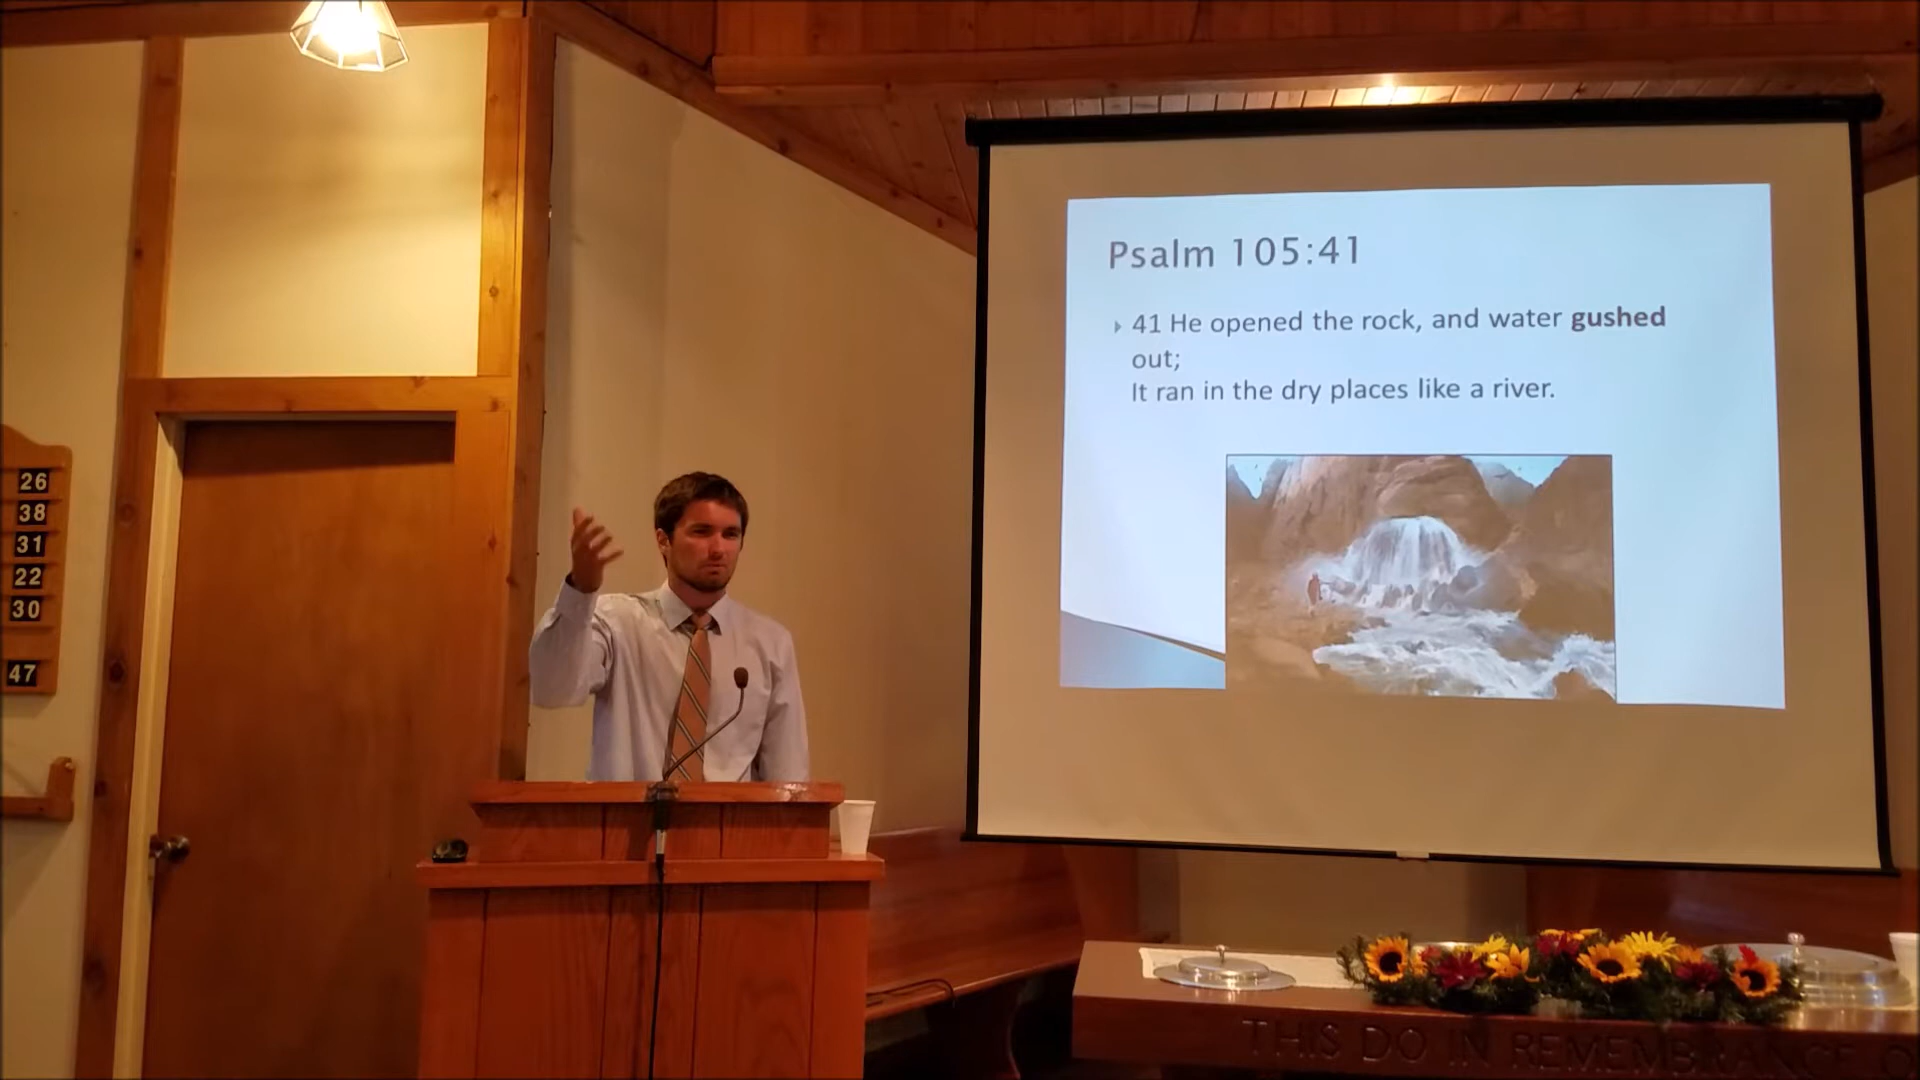 26
38
31
22
30
47
Psalm 105:41
41 He opened the rock, and water gushed
out;
It ran in the dry places like a river.
THIS DO IN REMEMBRANCE O